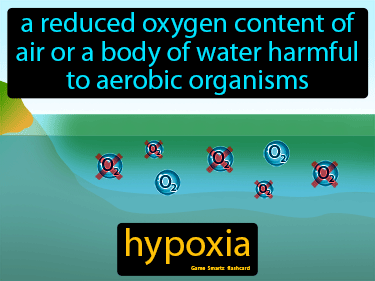 a reduced oxygen content of
air or a body of water harmful
to aerobic organisms
O2
O2
O2
O2
O2
O2
O2
hypoxia
Game Smartz flashcard